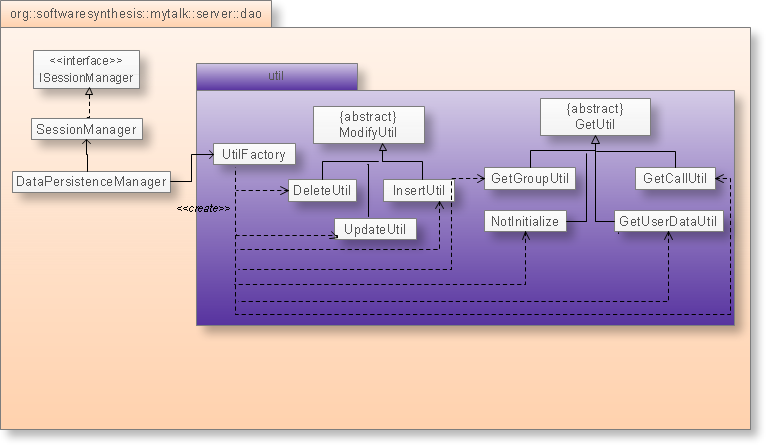 org::softwaresynthesis::mytalk::server::dao
<<interface>>
ISessionManager
util
{abstract}
ModifyUtil
{abstract}
GetUtil
SessionManager
UtilFactory
DataPersistenceManager
DeleteUtil
InsertUtil
GetGroupUtil
GetCallUtil
<<create>>
UpdateUtil
NotInitialize
GetUserDataUtil